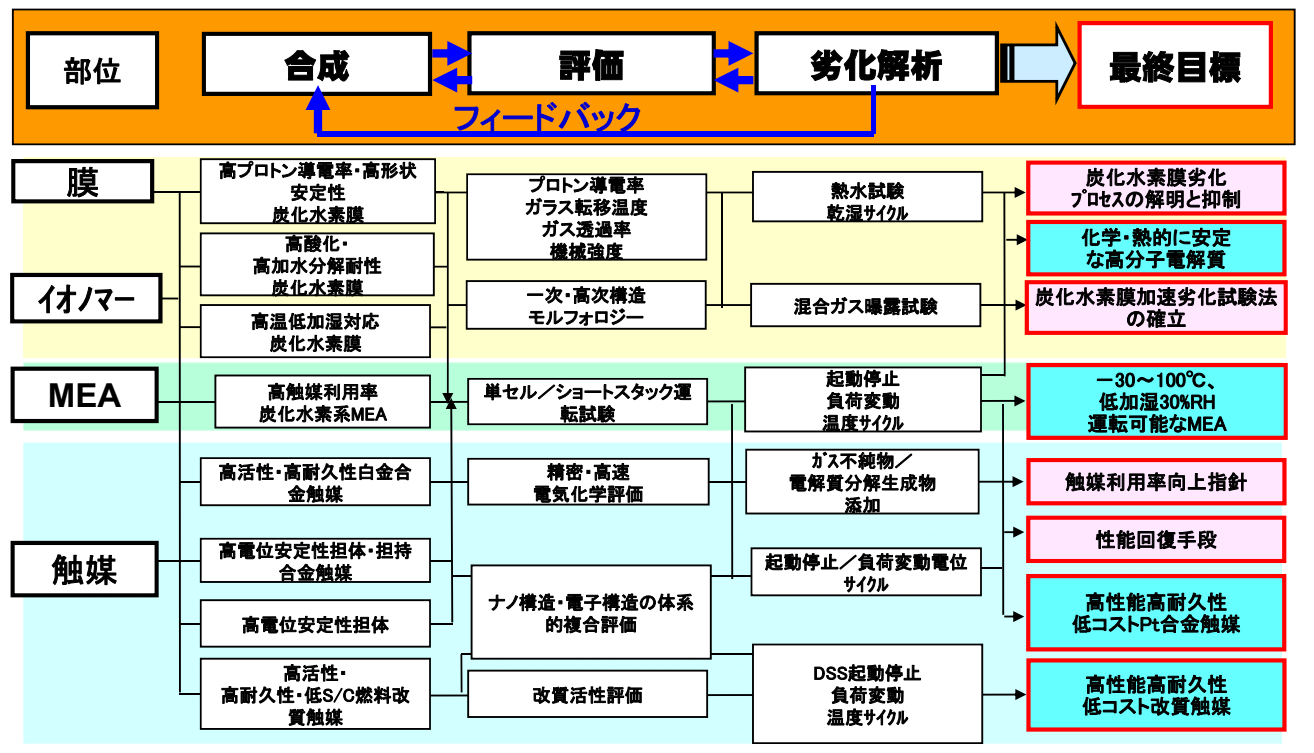 部位
合成
評価
劣化解析
最終目標
フィードバック
膜
高プロトン導電率・高形状
安定性
炭化水素膜
プロトン導電率
ガラス転移温度
ガス透過率
機械強度
熱水試験
乾湿サイクル
炭化水素膜劣化
プロセスの解明と抑制
高酸化・
高加水分解耐性
炭化水素膜
化学・熱的に安定
な高分子電解質
イオノマー
一次・高次構造
モルフォロジー
混合ガス曝露試験
炭化水素膜加速劣化試験法
の確立
高温低加湿対応
炭化水素膜
MEA
高触媒利用率
炭化水素系MEA
単セル／ショートスタック運
転試験
起動停止
負荷変動
温度サイクル
－30～100℃、
低加湿30%RH
運転可能なMEA
高活性・高耐久性白金合
金触媒
精密・高速
電気化学評価
ガス不純物／
電解質分解生成物
添加
触媒利用率向上指針
性能回復手段
触媒
高電位安定性担体・担持
合金触媒
起動停止／負荷変動電位
サイクル
ナノ構造・電子構造の体系
的複合評価
高電位安定性担体
高性能高耐久性
低コストPt合金触媒
高活性・
高耐久性・低S/C燃料改
質触媒
改質活性評価
DSS起動停止
負荷変動
温度サイクル
高性能高耐久性
低コスト改質触媒